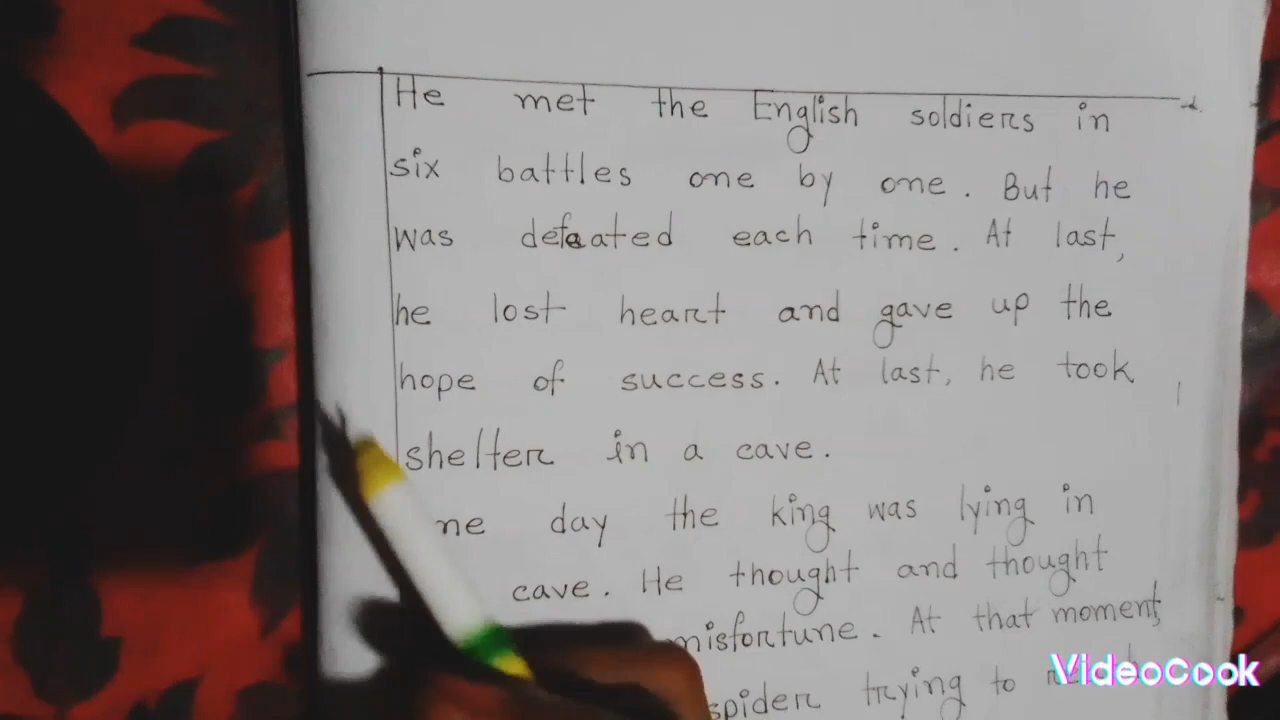 He met the English soldiers in
six battles one by one. But he
was defeated each time. At last,
he lost heart and gave up the
hope of success. At last, he took
shelter in a cave.
ne day the king was lying in
cave. He thought and thought
misfortune. At that moment,
spider trying to
VideoCook